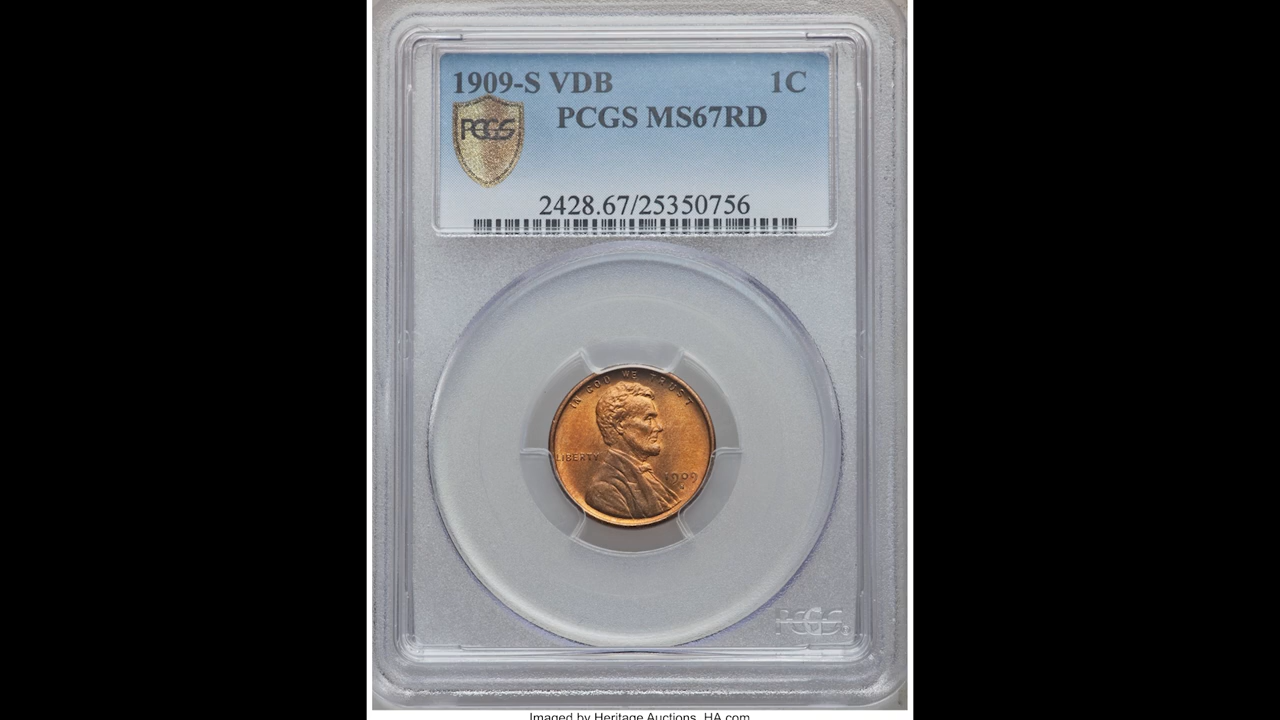 1909-S VDB 1C
PCGS PCGS MS67RD
2428.67/25350756
IN GOD WE TRUST
LIBERTY 1909
S
PCGS
Imaged by Heritage Auctions, HA.com